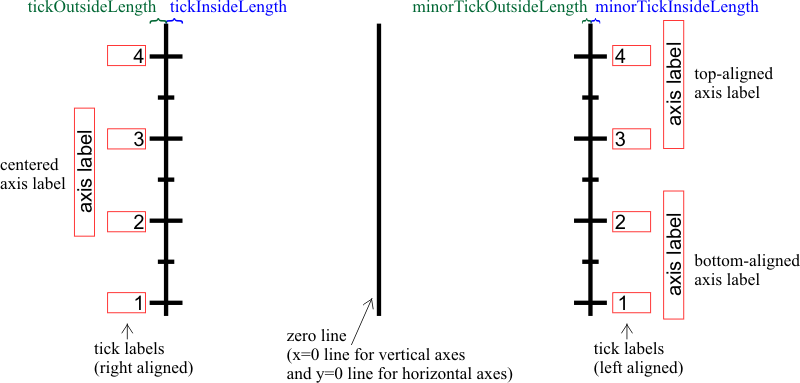 tickOutsideLength tickInsideLength
minorTickOutsideLength minorTickInsideLength
4
3
2
1
axis label
centered
axis label
tick labels
(right aligned)
zero line
(x=0 line for vertical axes
and y=0 line for horizontal axes)
4
3
2
1
axis label
top-aligned
axis label
axis label
bottom-aligned
axis label
tick labels
(left aligned)